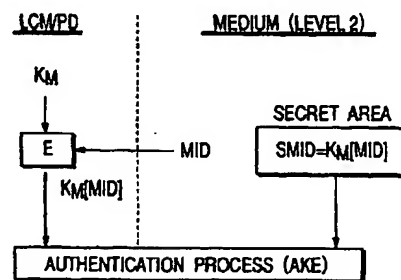 LCM/PD
MEDIUM (LEVEL 2)
KM
SECRET AREA
E
MID
SMID=KM[MID]
KM[MID]
AUTHENTICATION PROCESS (AKE)